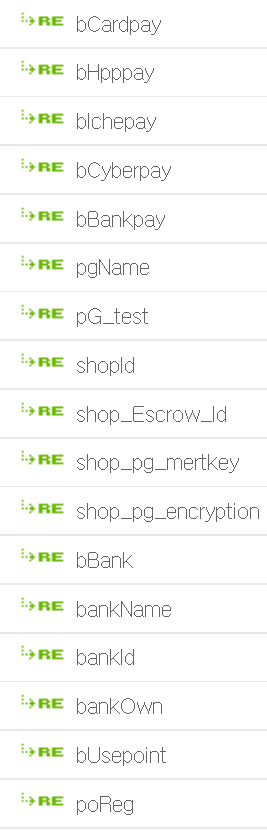 RE bCardpay
RE bHpppay
RE bIchepay
RE bCyberpay
RE bBankpay
RE pgName
RE pG_test
RE shopId
RE shop_Escrow_Id
RE shop_pg_mertkey
RE shop_pg_encryption
RE bBank
RE bankName
RE bankId
RE bankOwn
RE bUsepoint
RE poReg